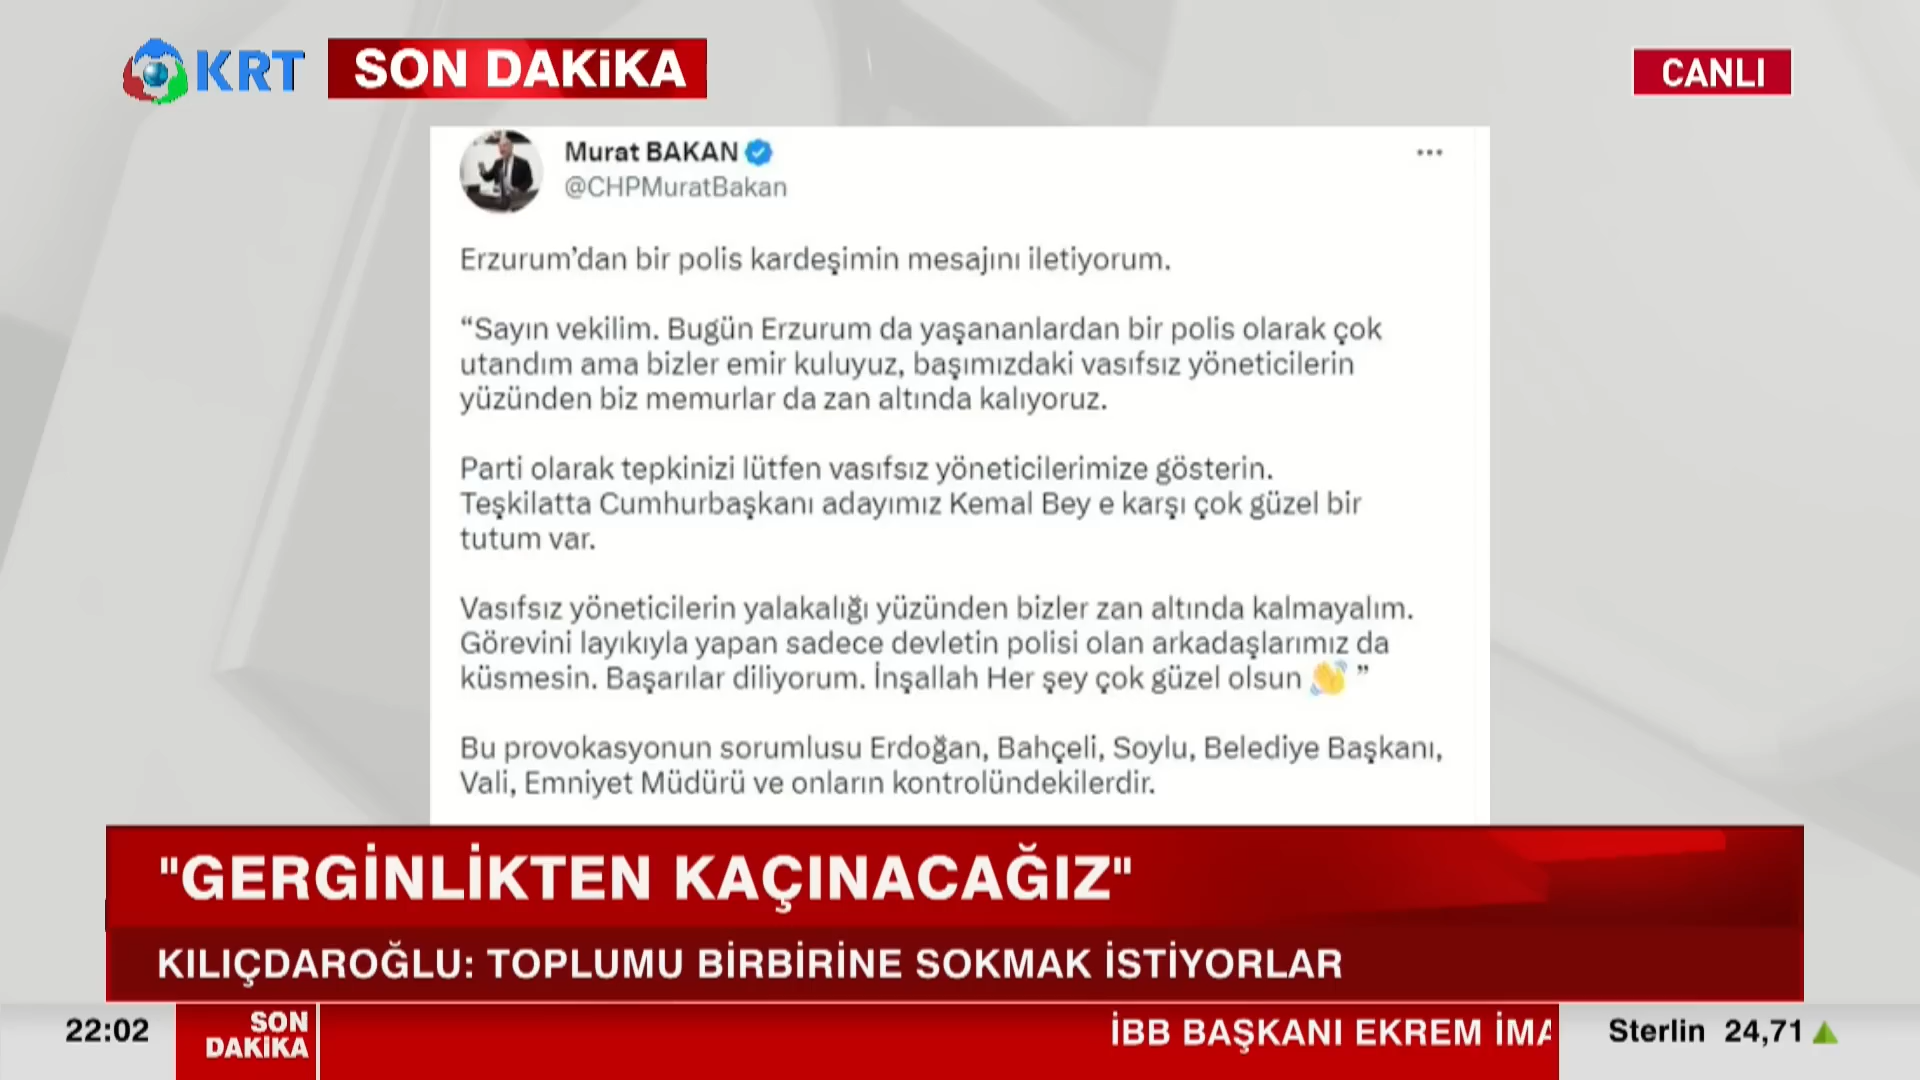 KRT
SON DAKiKA
CANLI
Murat BAKAN
@CHPMuratBakan
Erzurum’dan bir polis kardeşimin mesajını iletiyorum.
“Sayın vekilim. Bugün Erzurum da yaşananlardan bir polis olarak çok
utandım ama bizler emir kuluyuz, başımızdaki vasıfsız yöneticilerin
yüzünden biz memurlar da zan altında kalıyoruz.
Parti olarak tepkinizi lütfen vasıfsız yöneticilerimize gösterin.
Teşkilatta Cumhurbaşkanı adayımız Kemal Bey e karşı çok güzel bir
tutum var.
Vasıfsız yöneticilerin yalakalığı yüzünden bizler zan altında kalmayalım.
Görevini layıkıyla yapan sadece devletin polisi olan arkadaşlarımız da
küsmesin. Başarılar diliyorum. İnşallah Her şey çok güzel olsun 👏 ”
Bu provokasyonun sorumlusu Erdoğan, Bahçeli, Soylu, Belediye Başkanı,
Vali, Emniyet Müdürü ve onların kontrolündekilerdir.
"GERGİNLİKTEN KAÇINACAĞIZ"
KILIÇDAROĞLU: TOPLUMU BİRBİRİNE SOKMAK İSTİYORLAR
22:02
SON
DAKiKA
İBB BAŞKANI EKREM İMA
Sterlin 24,71